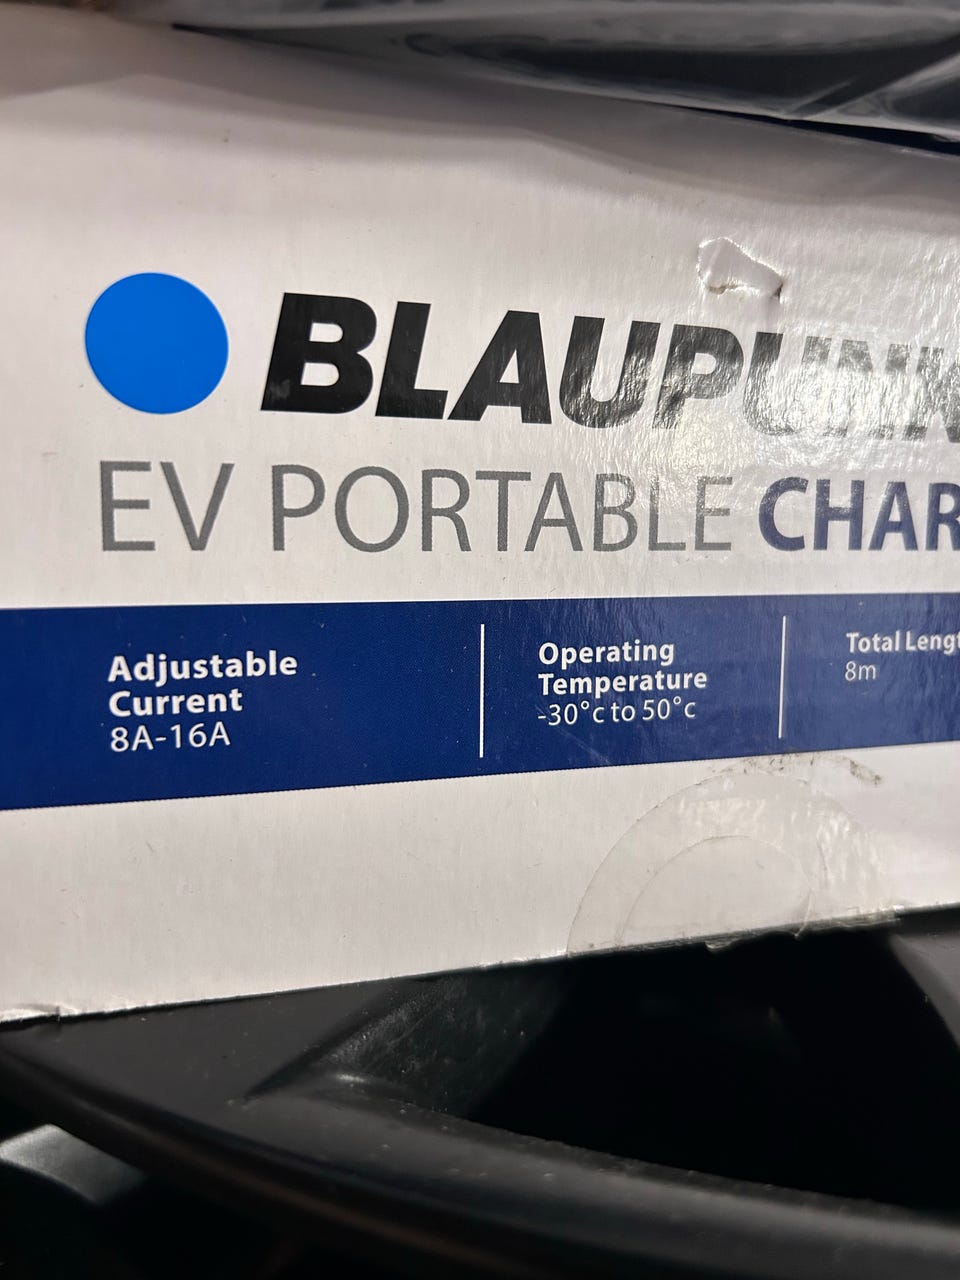 BLAUPUNK
EV PORTABLE CHAR
Adjustable
Current
8A-16A
Operating
Temperature
-30°c to 50°c
Total Lengt
8m